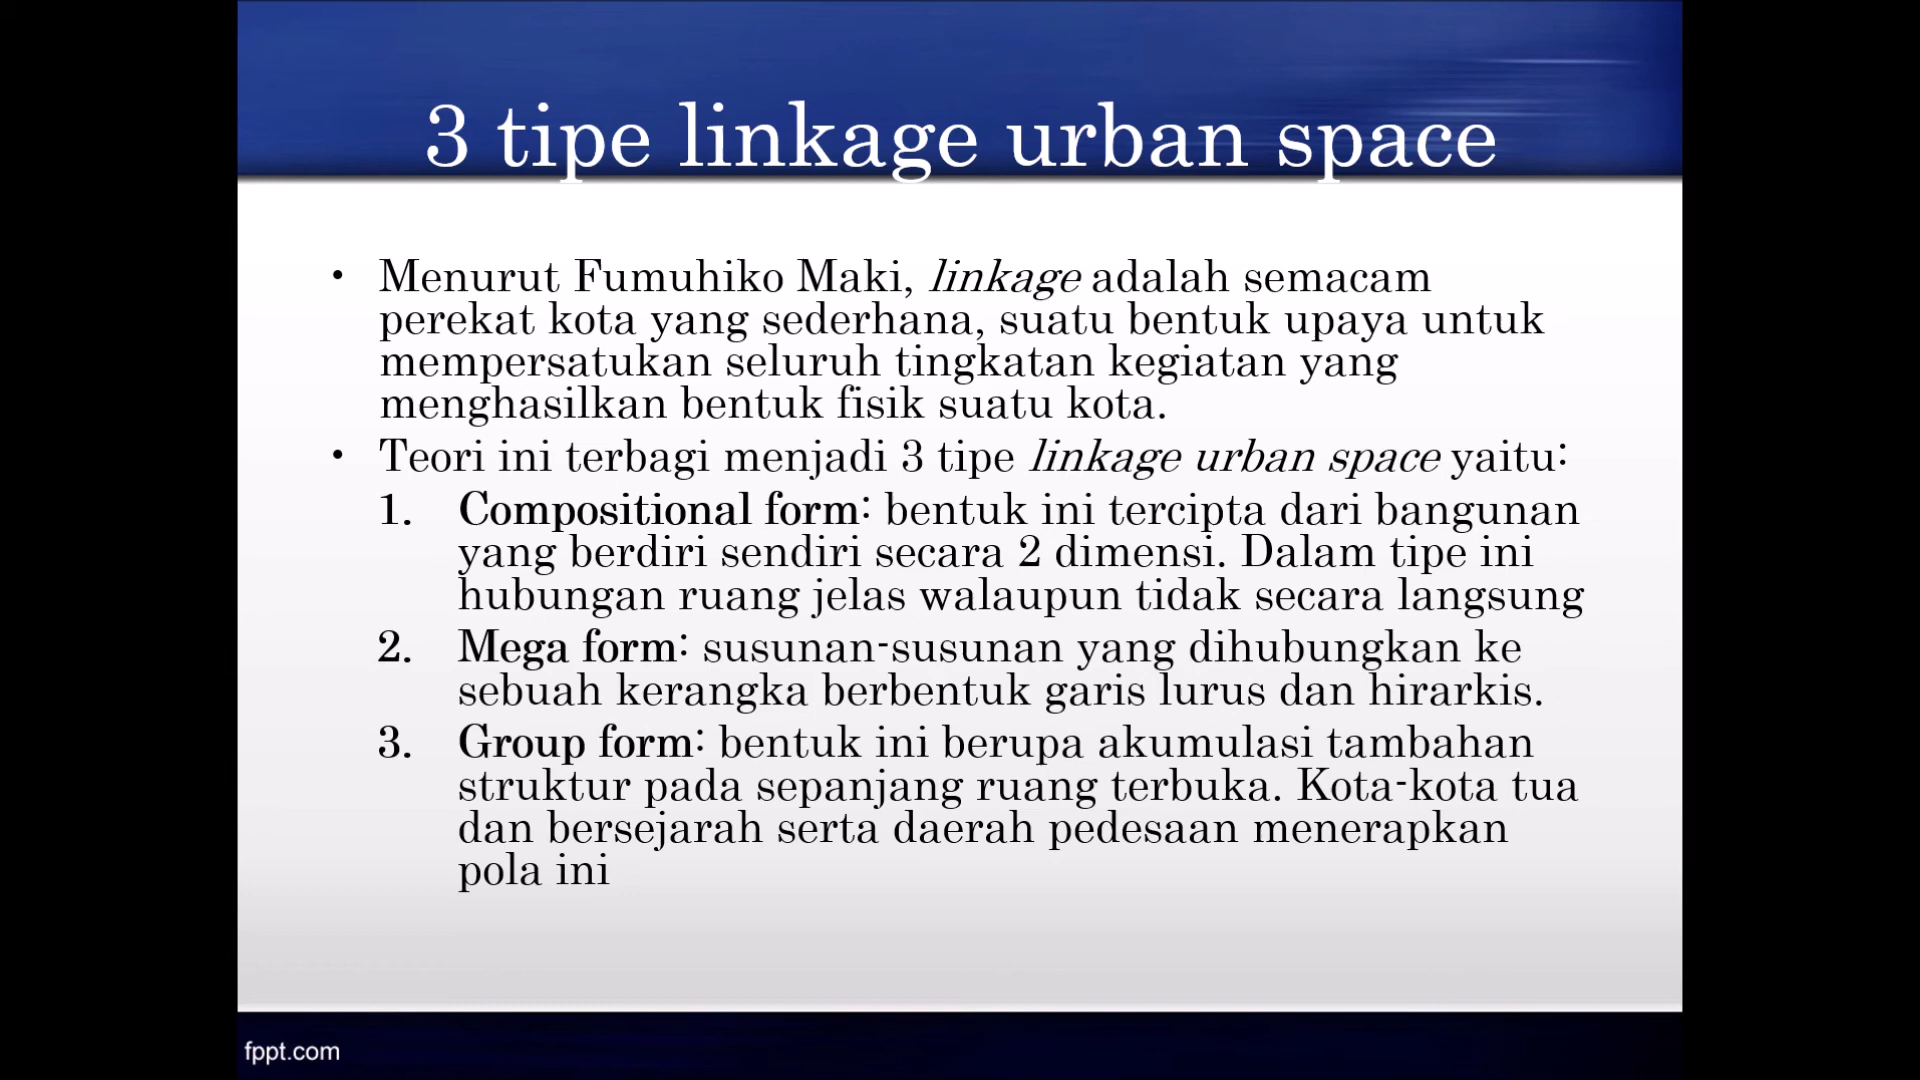 3 tipe linkage urban space
• Menurut Fumuhiko Maki, linkage adalah semacam
perekat kota yang sederhana, suatu bentuk upaya untuk
mempersatukan seluruh tingkatan kegiatan yang
menghasilkan bentuk fisik suatu kota.
• Teori ini terbagi menjadi 3 tipe linkage urban space yaitu:
1. Compositional form: bentuk ini tercipta dari bangunan
yang berdiri sendiri secara 2 dimensi. Dalam tipe ini
hubungan ruang jelas walaupun tidak secara langsung
2. Mega form: susunan-susunan yang dihubungkan ke
sebuah kerangka berbentuk garis lurus dan hirarkis.
3. Group form: bentuk ini berupa akumulasi tambahan
struktur pada sepanjang ruang terbuka. Kota-kota tua
dan bersejarah serta daerah pedesaan menerapkan
pola ini
fppt.com